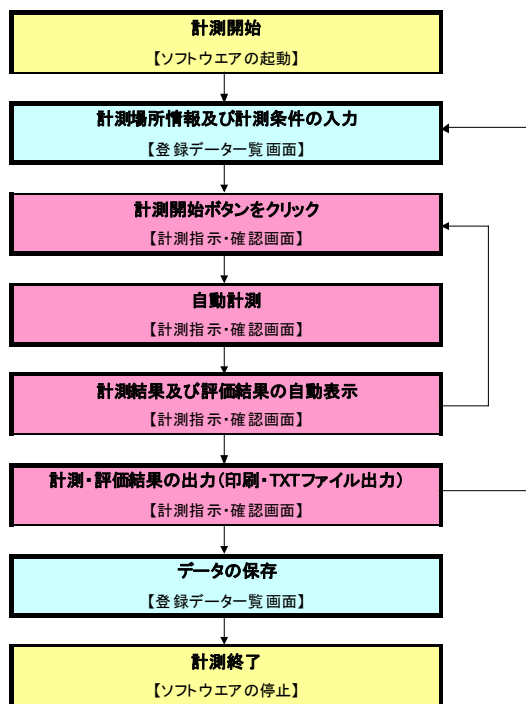 計測開始
【ソフトウエアの起動】
計測場所情報及び計測条件の入力
【登録データ一覧画面】
計測開始ボタンをクリック
【計測指示・確認画面】
自動計測
【計測指示・確認画面】
計測結果及び評価結果の自動表示
【計測指示・確認画面】
計測・評価結果の出力（印刷・TXTファイル出力）
【計測指示・確認画面】
データの保存
【登録データ一覧画面】
計測終了
【ソフトウエアの停止】